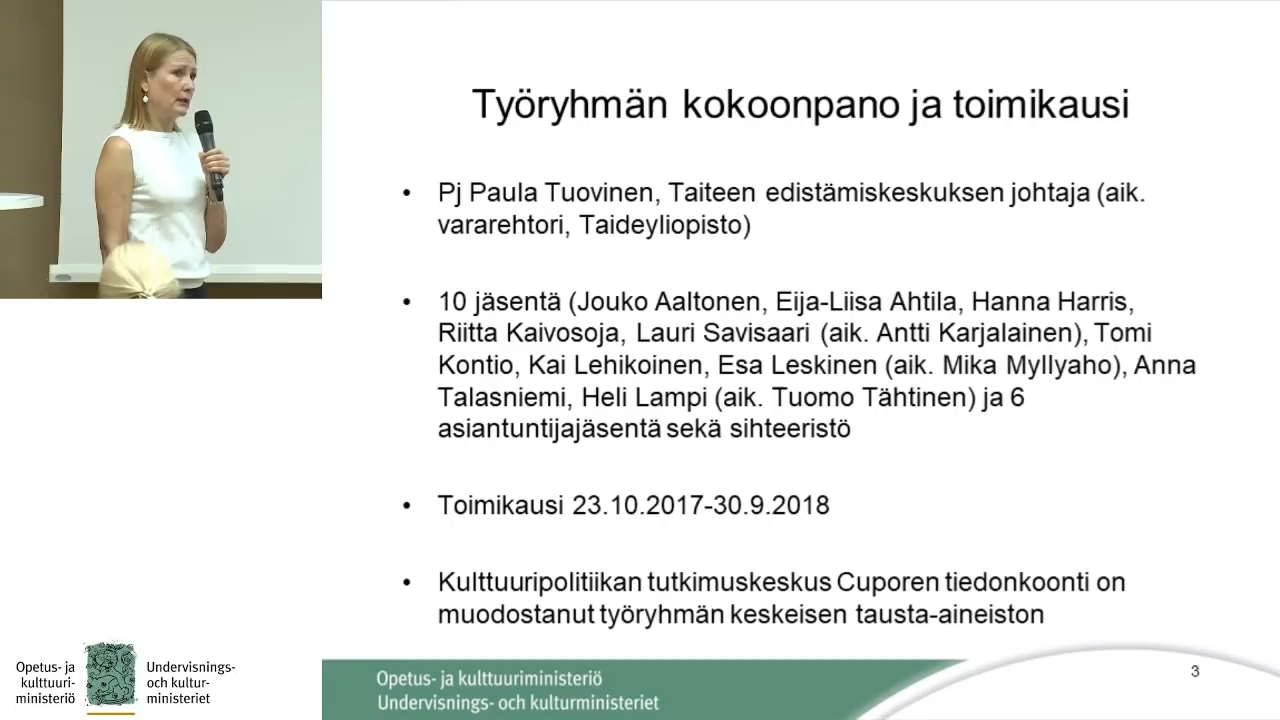 Työryhmän kokoonpano ja toimikausi
• Pj Paula Tuovinen, Taiteen edistämiskeskuksen johtaja (aik.
vararehtori, Taideyliopisto)
• 10 jäsentä (Jouko Aaltonen, Eija-Liisa Ahtila, Hanna Harris,
Riitta Kaivosoja, Lauri Savisaari (aik. Antti Karjalainen), Tomi
Kontio, Kai Lehikoinen, Esa Leskinen (aik. Mika Myllyaho), Anna
Talasniemi, Heli Lampi (aik. Tuomo Tähtinen) ja 6
asiantuntijajäsentä sekä sihteeristö
• Toimikausi 23.10.2017-30.9.2018
• Kulttuuripolitiikan tutkimuskeskus Cuporen tiedonkoonti on
muodostanut työryhmän keskeisen tausta-aineiston
Opetus- ja
kulttuuri-
ministeriö
Undervisnings-
och kultur-
ministeriet
Opetus- ja kulttuuriministeriö
Undervisnings- och kulturministeriet
3